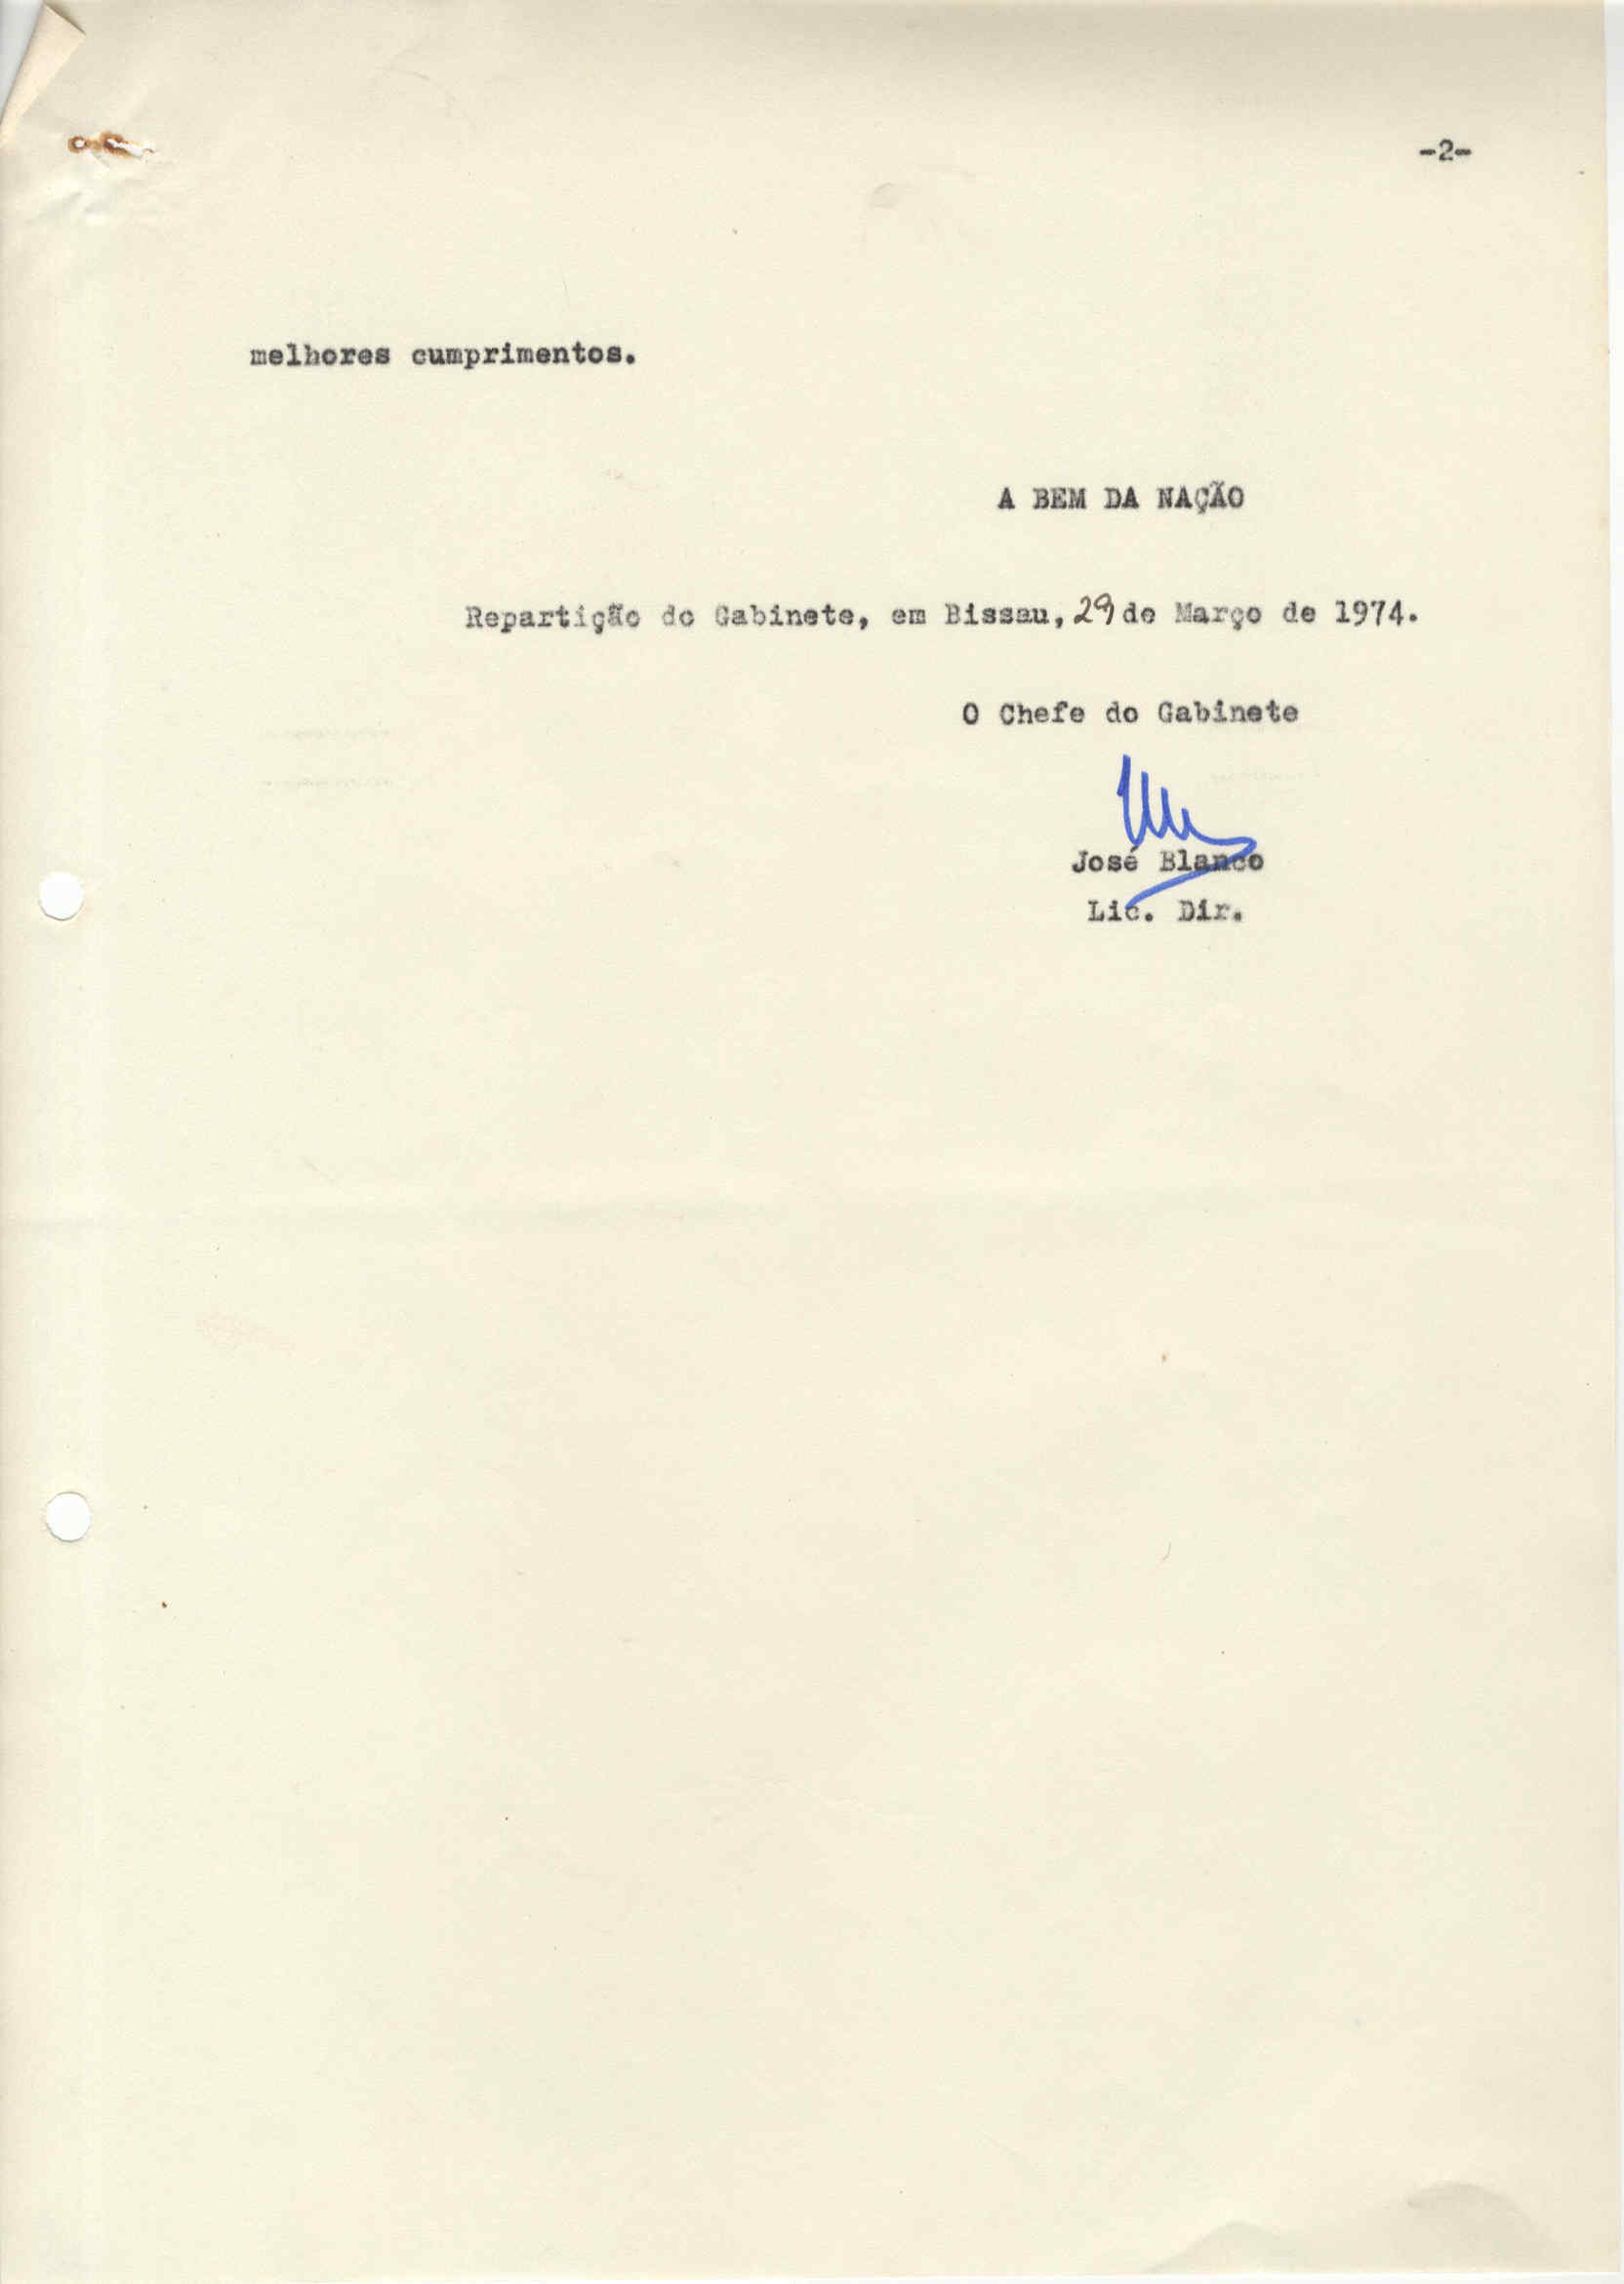 -2-
melhores cumprimentos.
A BEM DA NAÇÃO
Repartição do Gabinete, em Bissau, 29 de Março de 1974.
O Chefe do Gabinete
José Blanco
Lic. Dir.